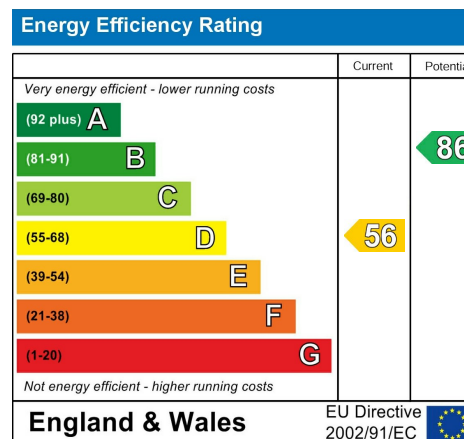 Energy Efficiency Rating
Current
Very energy efficient - lower running costs
(92 plus) A
(81-91) B
86
(69-80) C
(55-68) D 56
(39-54) E
(21-38) F
(1-20) G
Not energy efficient - higher running costs
England & Wales
EU Directive
2002/91/EC